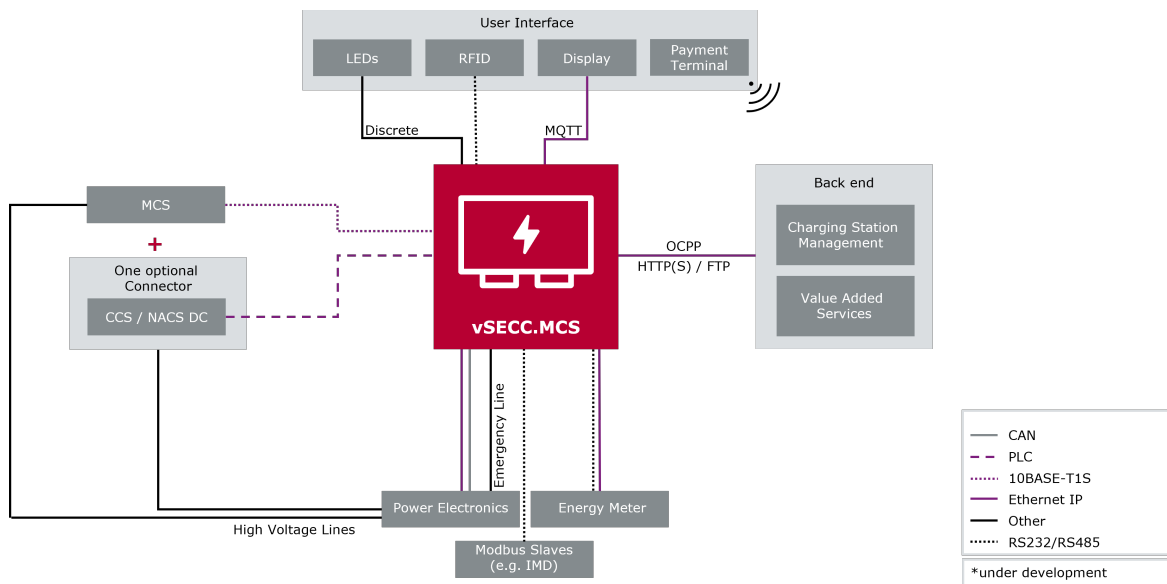 User Interface
LEDs
RFID
Display
Payment
Terminal
Discrete
MQTT
MCS
+
One optional
Connector
CCS / NACS DC
vSECC.MCS
OCPP
HTTP(S) / FTP
Back end
Charging Station
Management
Value Added
Services
Emergency Line
Power Electronics
Energy Meter
High Voltage Lines
Modbus Slaves
(e.g. IMD)
CAN
PLC
10BASE-T1S
Ethernet IP
Other
RS232/RS485
*under development